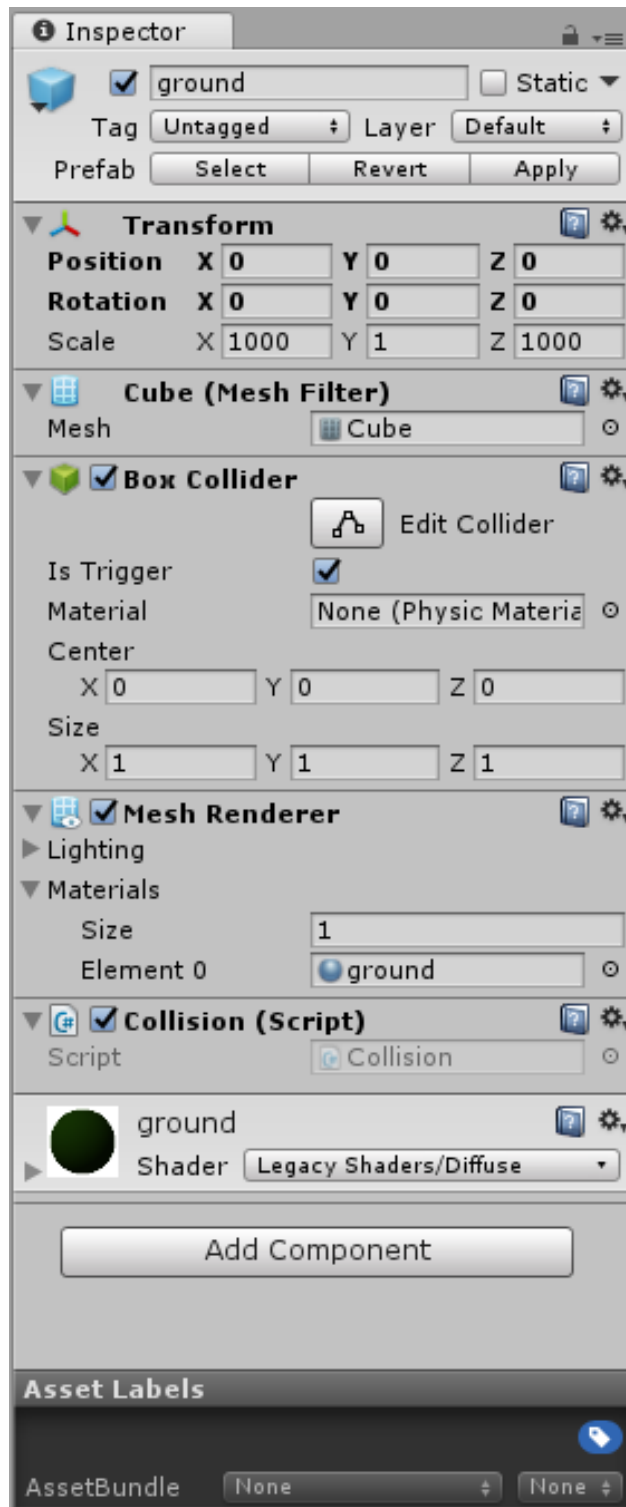 Inspector
ground Static
Tag Untagged Layer Default
Prefab Select Revert Apply
Transform
Position X 0 Y 0 Z 0
Rotation X 0 Y 0 Z 0
Scale X 1000 Y 1 Z 1000
Cube (Mesh Filter)
Mesh Cube
Box Collider
Edit Collider
Is Trigger
Material None (Physic Materia
Center
X 0 Y 0 Z 0
Size
X 1 Y 1 Z 1
Mesh Renderer
Lighting
Materials
Size 1
Element 0 ground
Collision (Script)
Script Collision
ground
Shader Legacy Shaders/Diffuse
Add Component
Asset Labels
AssetBundle None None